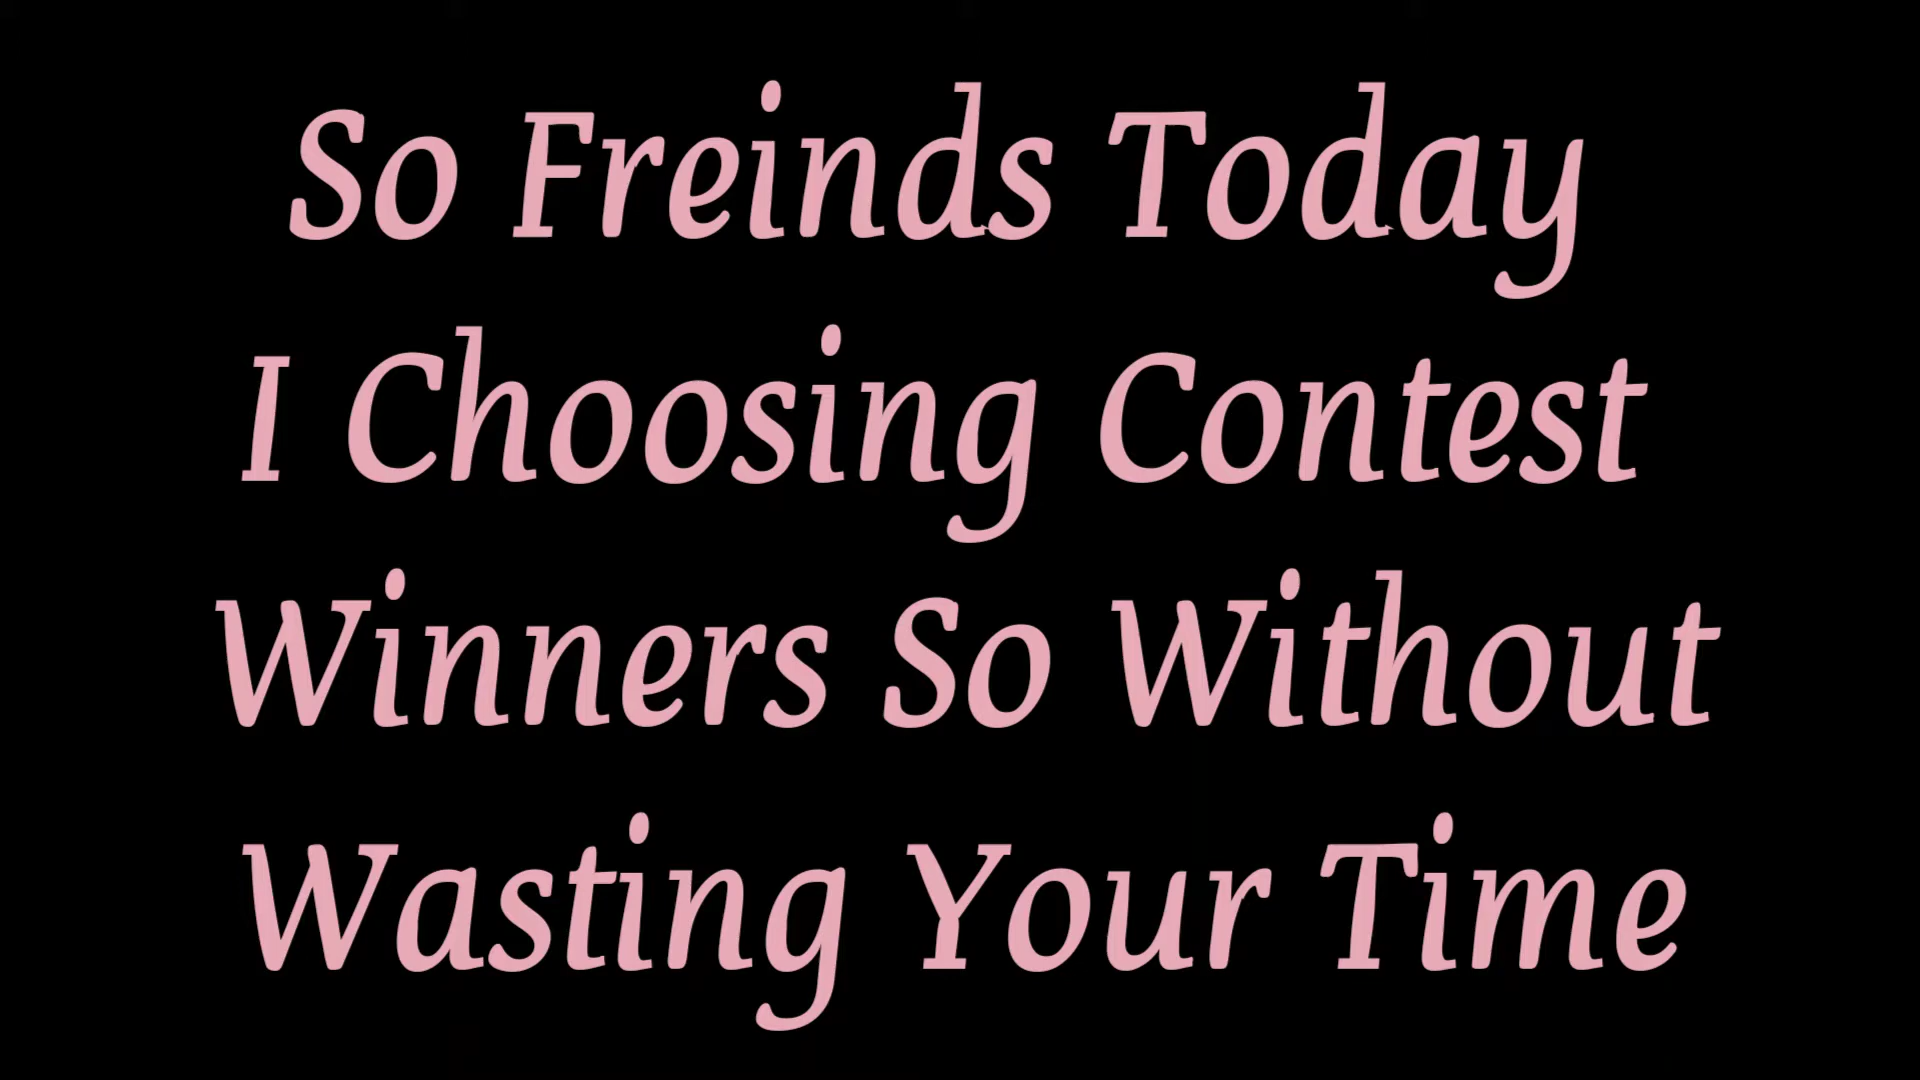 So Freinds Today
I Choosing Contest
Winners So Without
Wasting Your Time